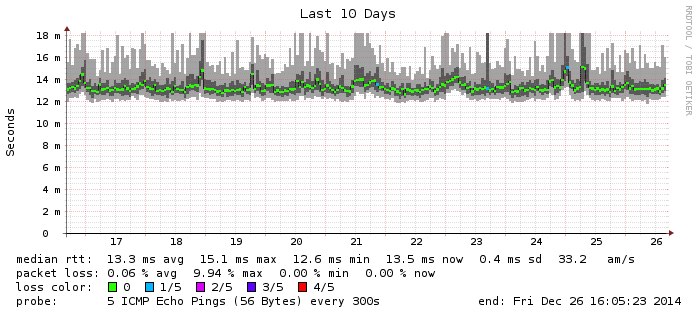 Last 10 Days
RRDTOOL / TOBI OETIKER
Seconds
18 m
16 m
14 m
12 m
10 m
8 m
6 m
4 m
2 m
0
17 18 19 20 21 22 23 24 25 26
median rtt: 13.3 ms avg 15.1 ms max 12.6 ms min 13.5 ms now 0.4 ms sd 33.2 am/s
packet loss: 0.06 % avg 9.94 % max 0.00 % min 0.00 % now
loss color: 0 1/5 2/5 3/5 4/5
probe: 5 ICMP Echo Pings (56 Bytes) every 300s end: Fri Dec 26 16:05:23 2014